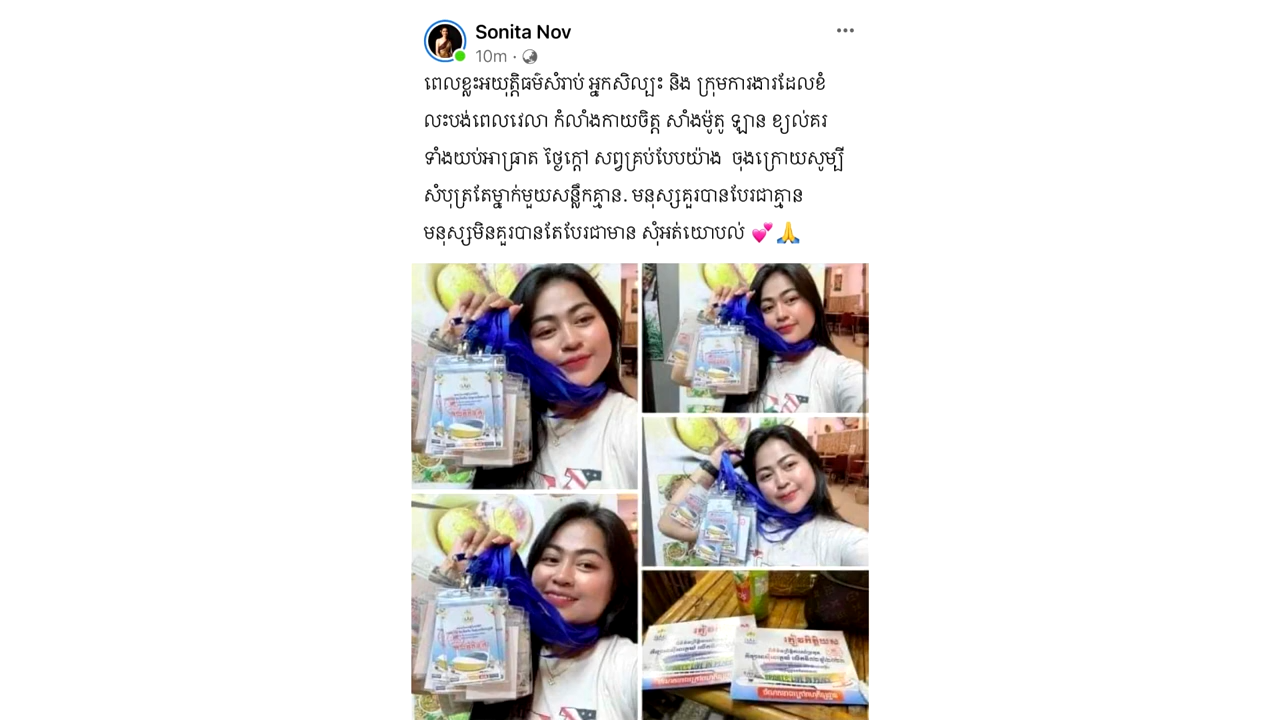 Sonita Nov
10m ·
ពេលខ្លះអយុត្តិធម៌សំរាប់ អ្នកសិល្បះ និង ក្រុមការងារដែលខំ
លះបង់ពេលវេលា កំលាំងកាយចិត្ត សាំងម៉ូតូ ឡាន ខ្យល់គរ
ទាំងយប់អាធ្រាត ថ្ងៃក្តៅ សព្វគ្រប់បែបយ៉ាង ចុងក្រោយសូម្បី
សំបុត្រតែម្នាក់មួយសន្លឹកគ្មាន. មនុស្សគួរបានបែរជាគ្មាន
មនុស្សមិនគួរបានតែបែរជាមាន សុំអត់យោបល់ 💕🙏